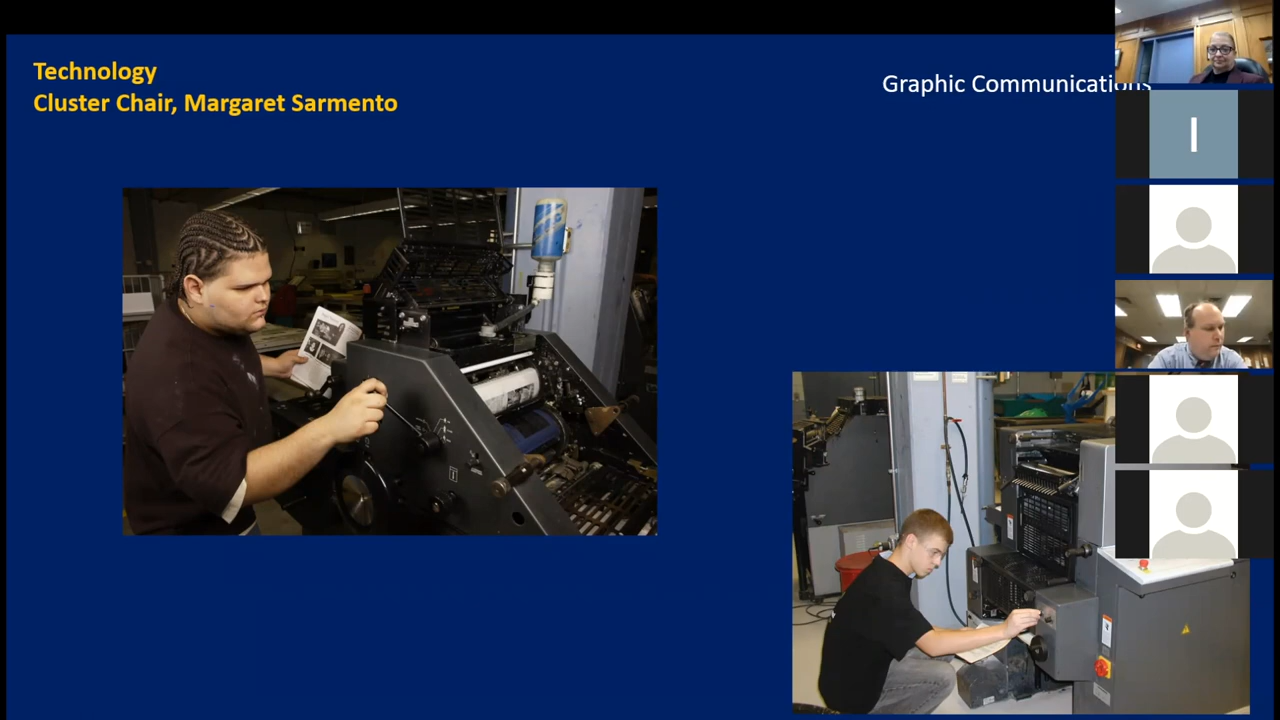 Technology
Cluster Chair, Margaret Sarmento
Graphic Communications
I